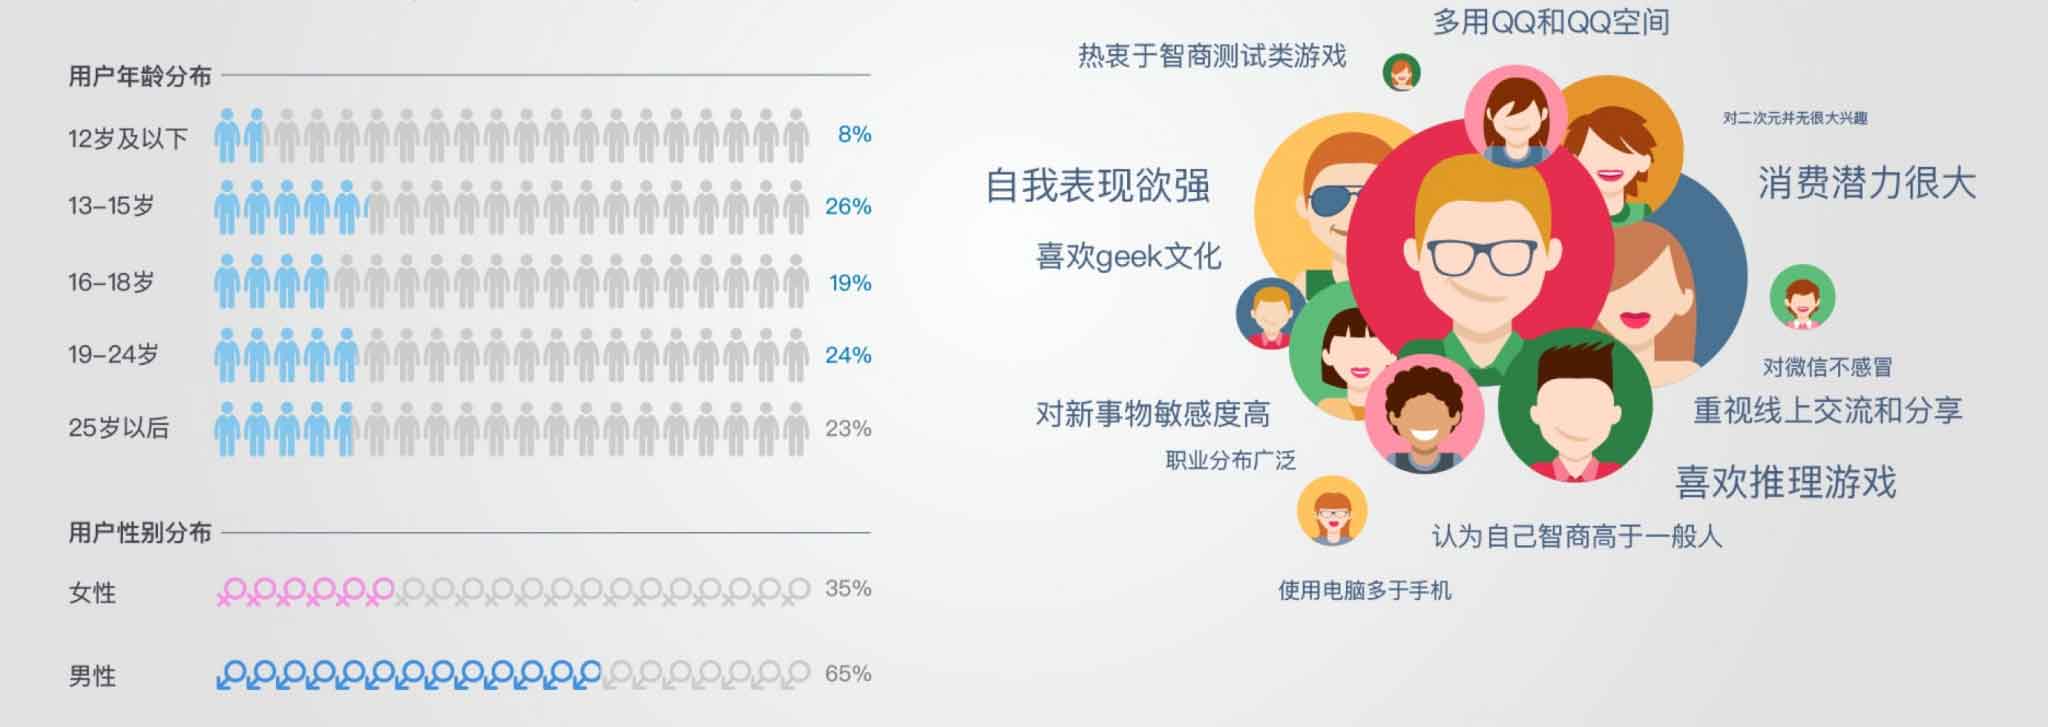 用户年龄分布
12岁及以下 8%
13-15岁 26%
16-18岁 19%
19-24岁 24%
25岁以后 23%
用户性别分布
女性 35%
男性 65%
多用QQ和QQ空间
热衷于智商测试类游戏
对二次元并无很大兴趣
自我表现欲强
消费潜力很大
喜欢geek文化
对微信不感冒
对新事物敏感度高
重视线上交流和分享
职业分布广泛
喜欢推理游戏
认为自己智商高于一般人
使用电脑多于手机